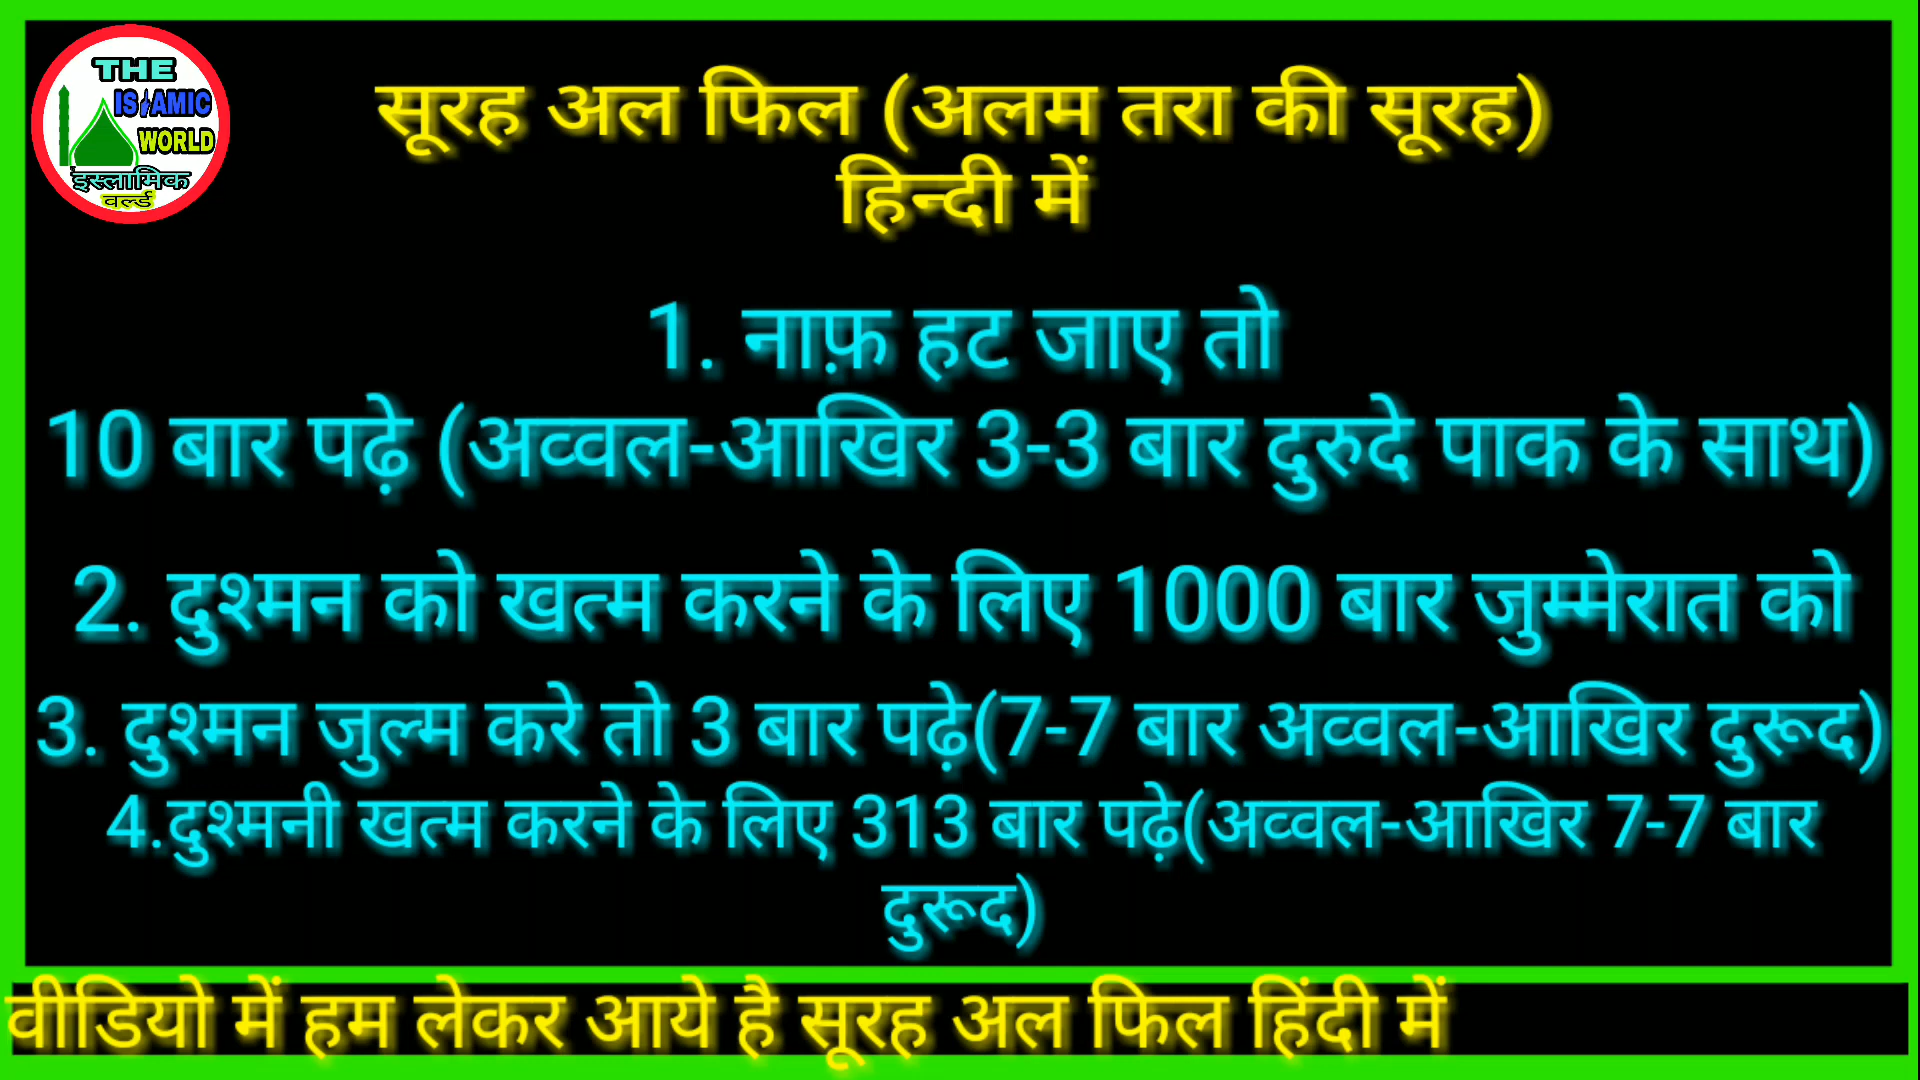 THE
ISLAMIC
WORLD
इस्लामिक
वर्ल्ड
सूरह अल फिल (अलम तरा की सूरह)
हिन्दी में
1. नाफ़ हट जाए तो
10 बार पढ़े (अव्वल-आखिर 3-3 बार दुरुदे पाक के साथ)
2. दुश्मन को खत्म करने के लिए 1000 बार जुम्मेरात को
3. दुश्मन जुल्म करे तो 3 बार पढ़े(7-7 बार अव्वल-आखिर दुरूद)
4.दुश्मनी खत्म करने के लिए 313 बार पढ़े(अव्वल-आखिर 7-7 बार
दुरूद)
वीडियो में हम लेकर आये है सूरह अल फिल हिंदी में